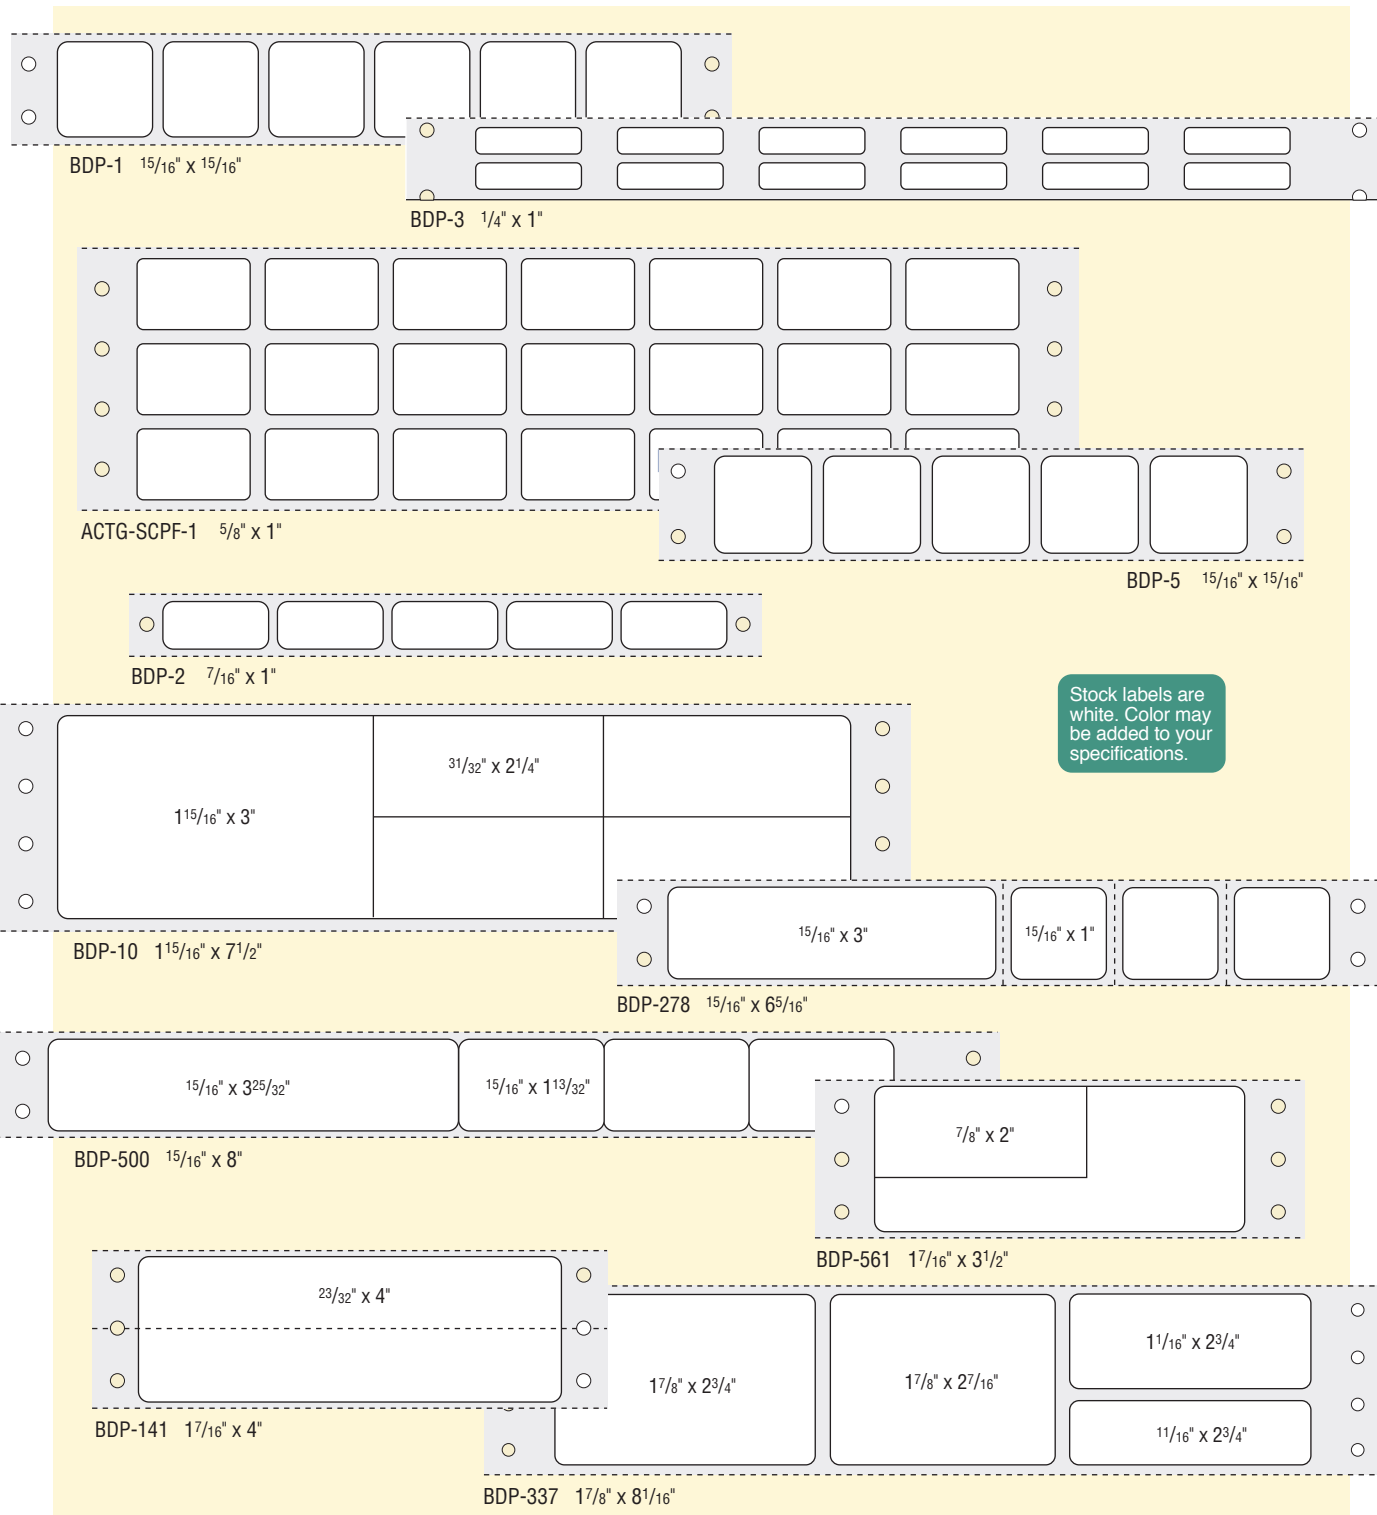 BDP-1 15/16" x 15/16"
BDP-3 1/4" x 1"
ACTG-SCPF-1 5/8" x 1"
BDP-5 15/16" x 15/16"
BDP-2 7/16" x 1"
Stock labels are
white. Color may
be added to your
specifications.
31/32" x 21/4"
115/16" x 3"
BDP-10 115/16" x 71/2"
15/16" x 3"
15/16" x 1"
BDP-278 15/16" x 65/16"
15/16" x 325/32"
15/16" x 113/32"
BDP-500 15/16" x 8"
7/8" x 2"
BDP-561 17/16" x 31/2"
23/32" x 4"
BDP-141 17/16" x 4"
17/8" x 23/4"
17/8" x 27/16"
11/16" x 23/4"
11/16" x 23/4"
BDP-337 17/8" x 81/16"